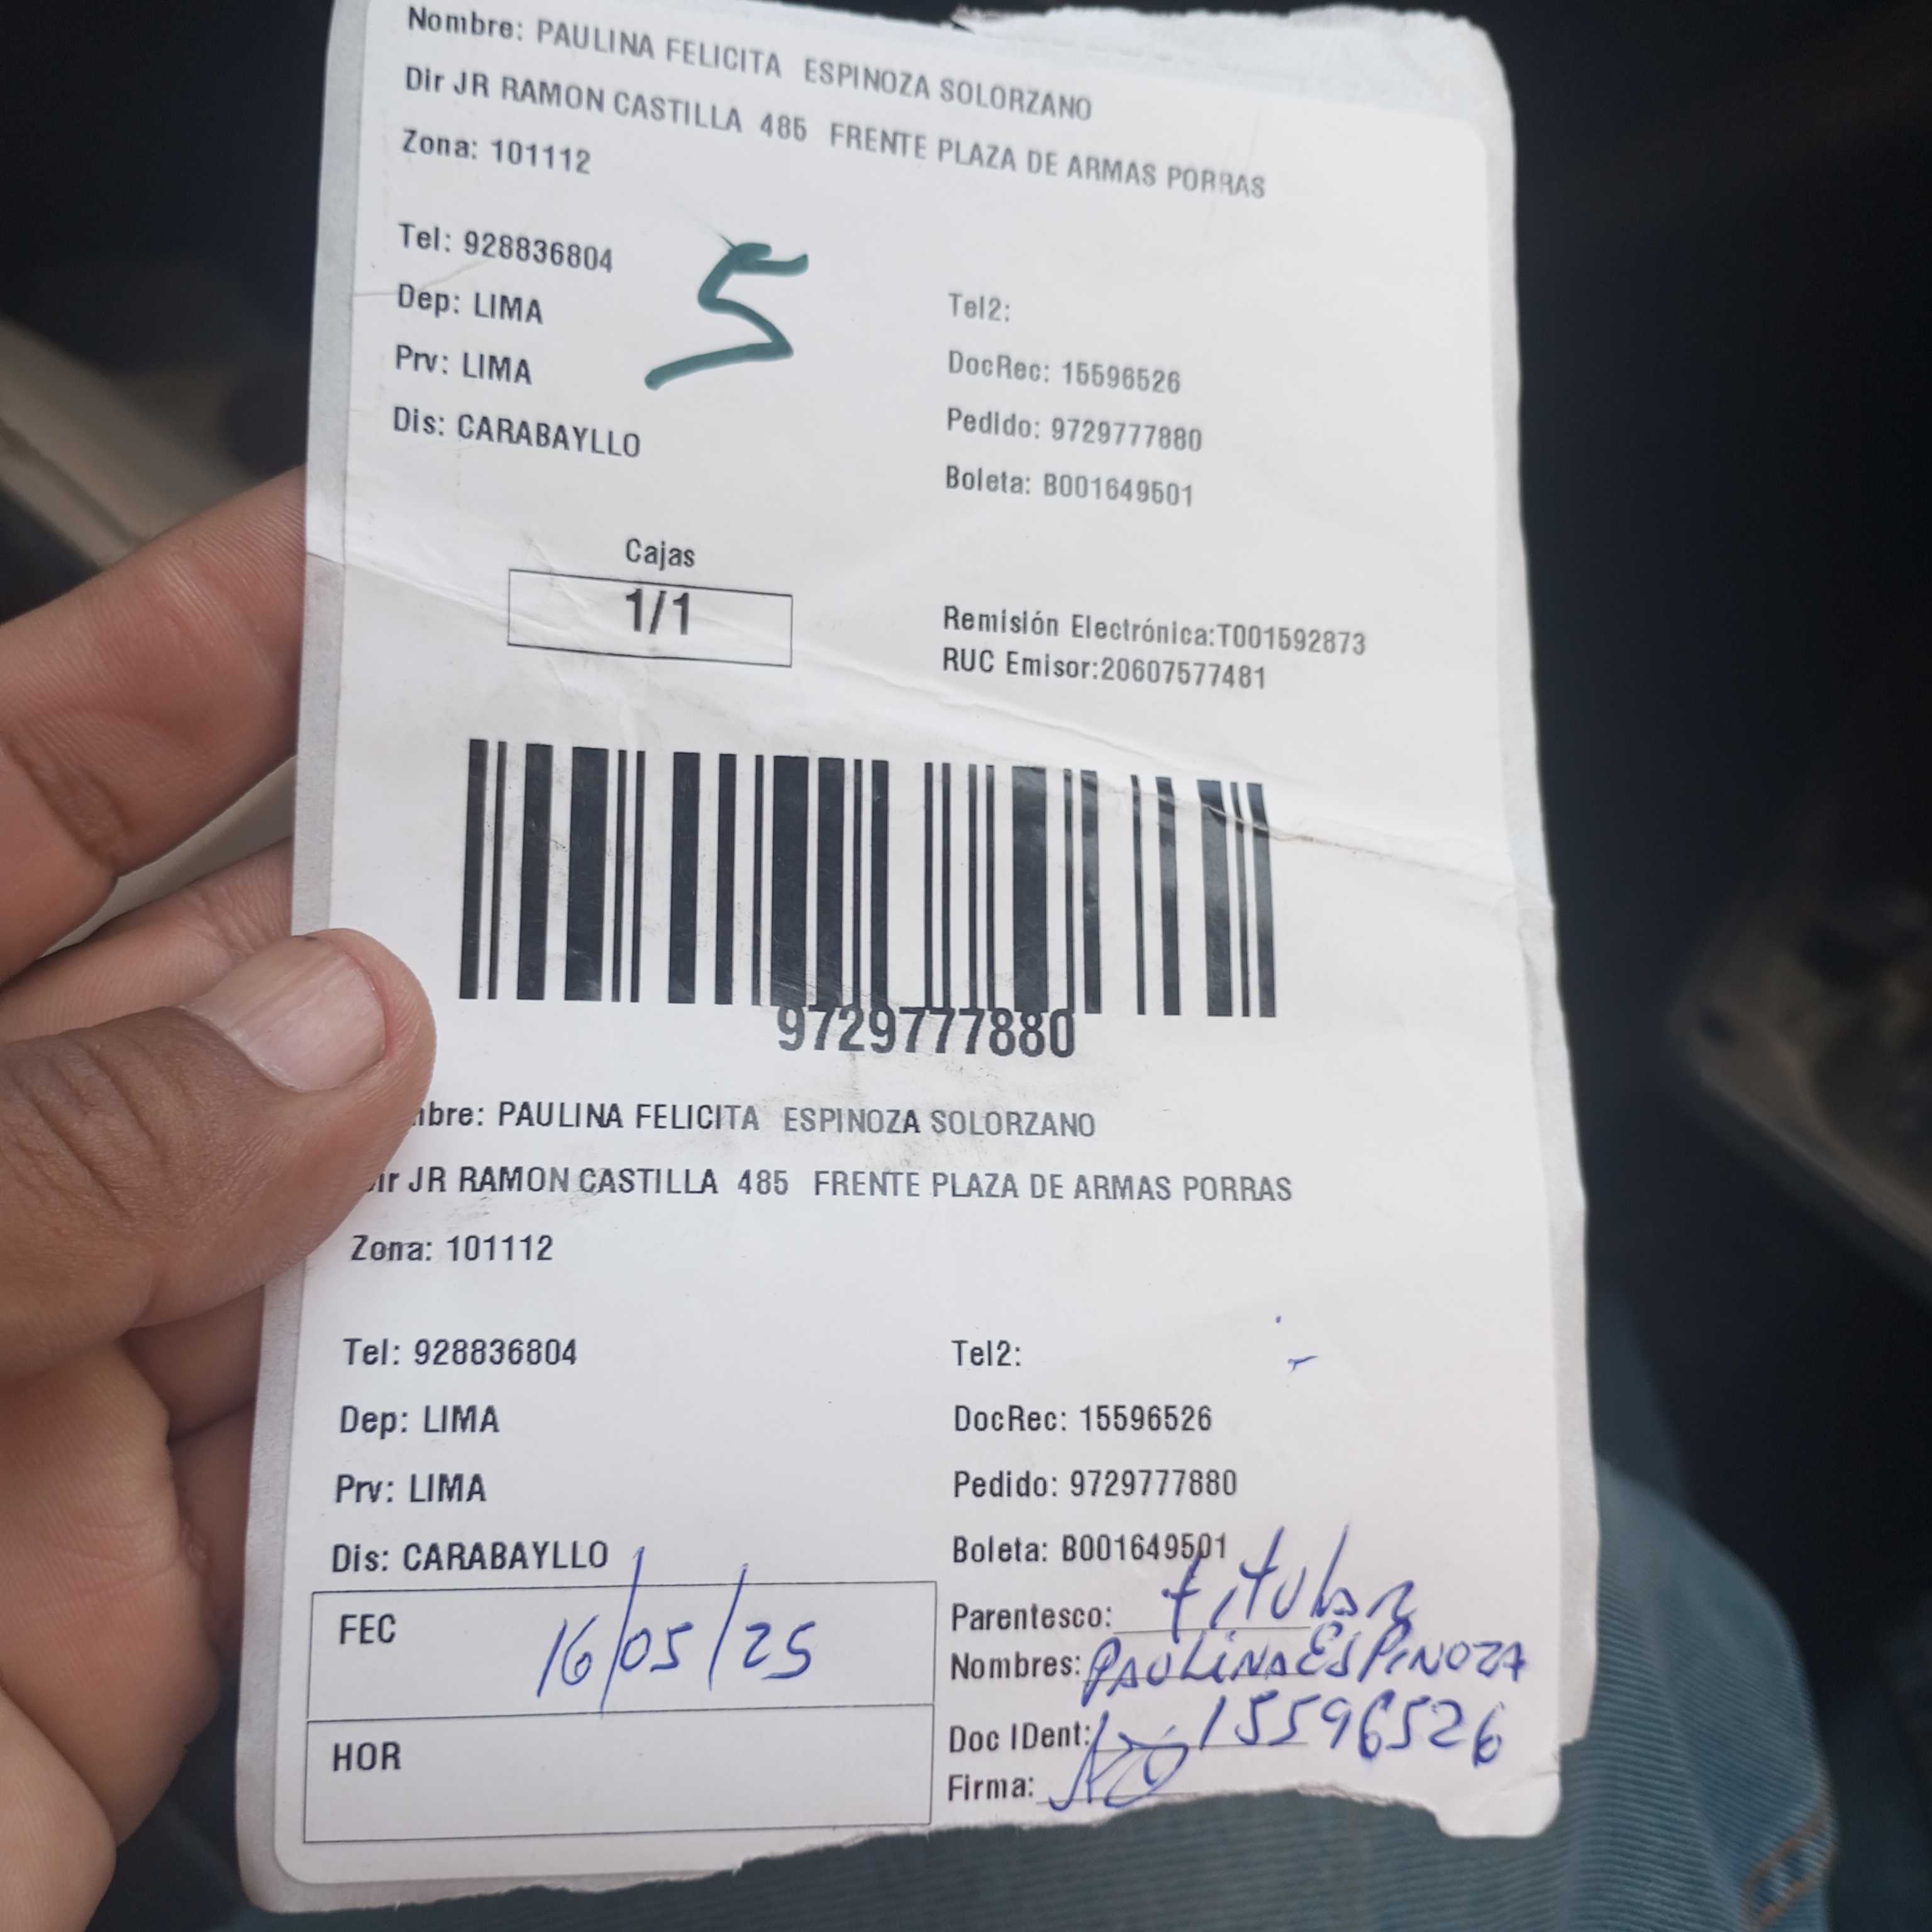 Nombre: PAULINA FELICITA ESPINOZA SOLORZANO
Dir JR RAMON CASTILLA 485 FRENTE PLAZA DE ARMAS PORRAS
Zona: 101112
5
Tel: 928836804
Tel2:
Dep: LIMA
DocRec: 15596526
Prv: LIMA
Pedido: 9729777880
Dis: CARABAYLLO
Boleta: B001649501
Cajas
1/1
Remisión Electrónica:T001592873
RUC Emisor:20607577481
9729777880
bre: PAULINA FELICITA ESPINOZA SOLORZANO
ir JR RAMON CASTILLA 485 FRENTE PLAZA DE ARMAS PORRAS
Zona: 101112
Tel: 928836804
Tel2:
Dep: LIMA
DocRec: 15596526
Prv: LIMA
Pedido: 9729777880
Dis: CARABAYLLO
Boleta: B001649501
FEC 16/05/25
Parentesco: titular
Nombres: PAULINA ESPINOZA
HOR
Doc IDent: 15596526
Firma: